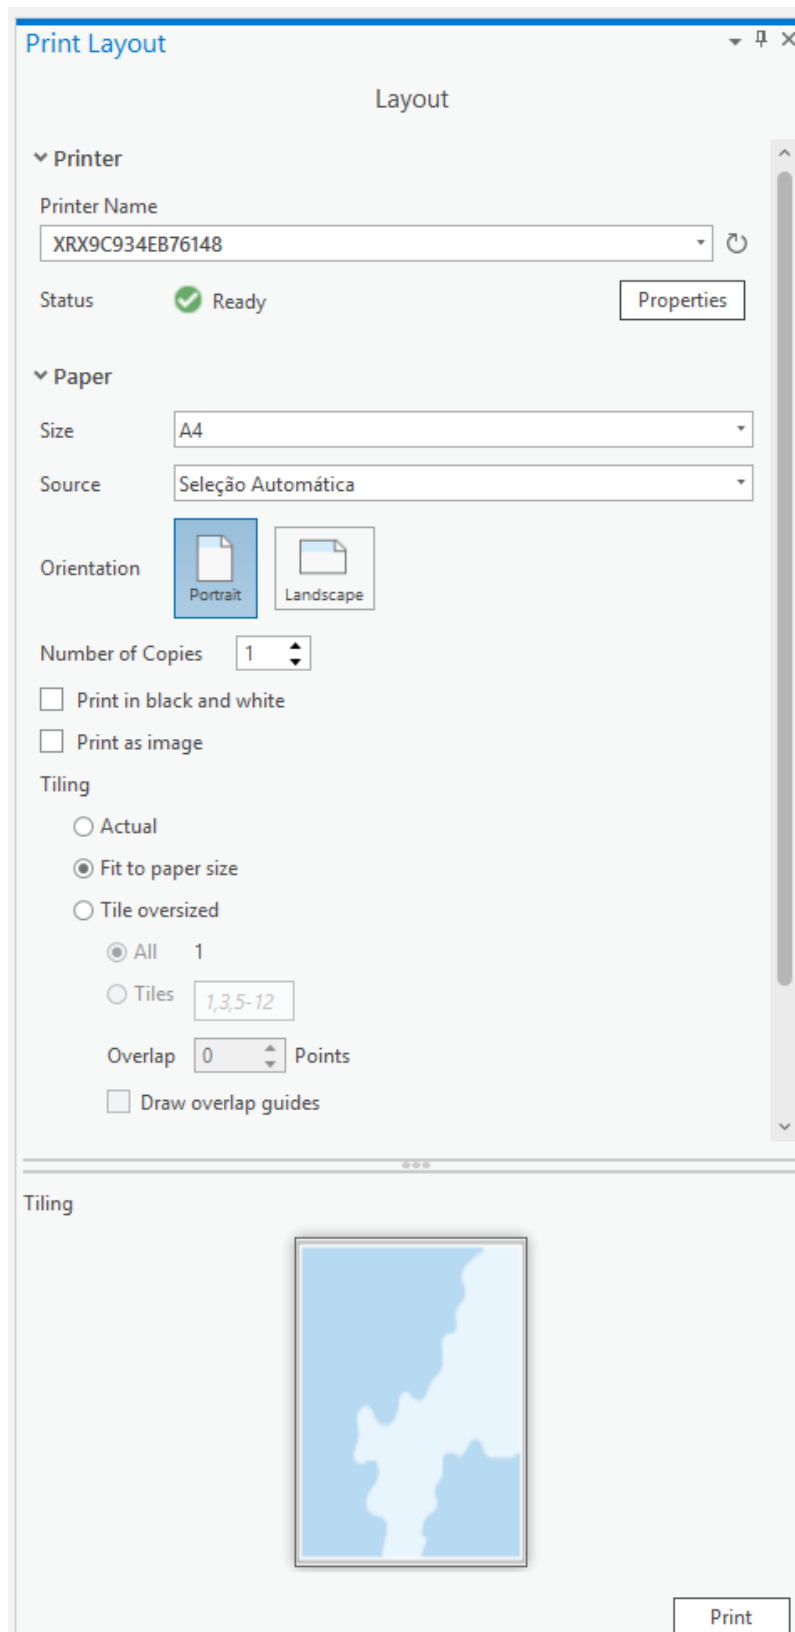 Print Layout
Layout
Printer
Printer Name
XRX9C934EB76148
Status Ready Properties
Paper
Size A4
Source Seleção Automática
Orientation Portrait Landscape
Number of Copies 1
Print in black and white
Print as image
Tiling
Actual
Fit to paper size
Tile oversized
All 1
Tiles 1,3,5-12
Overlap 0 Points
Draw overlap guides
Tiling
Print